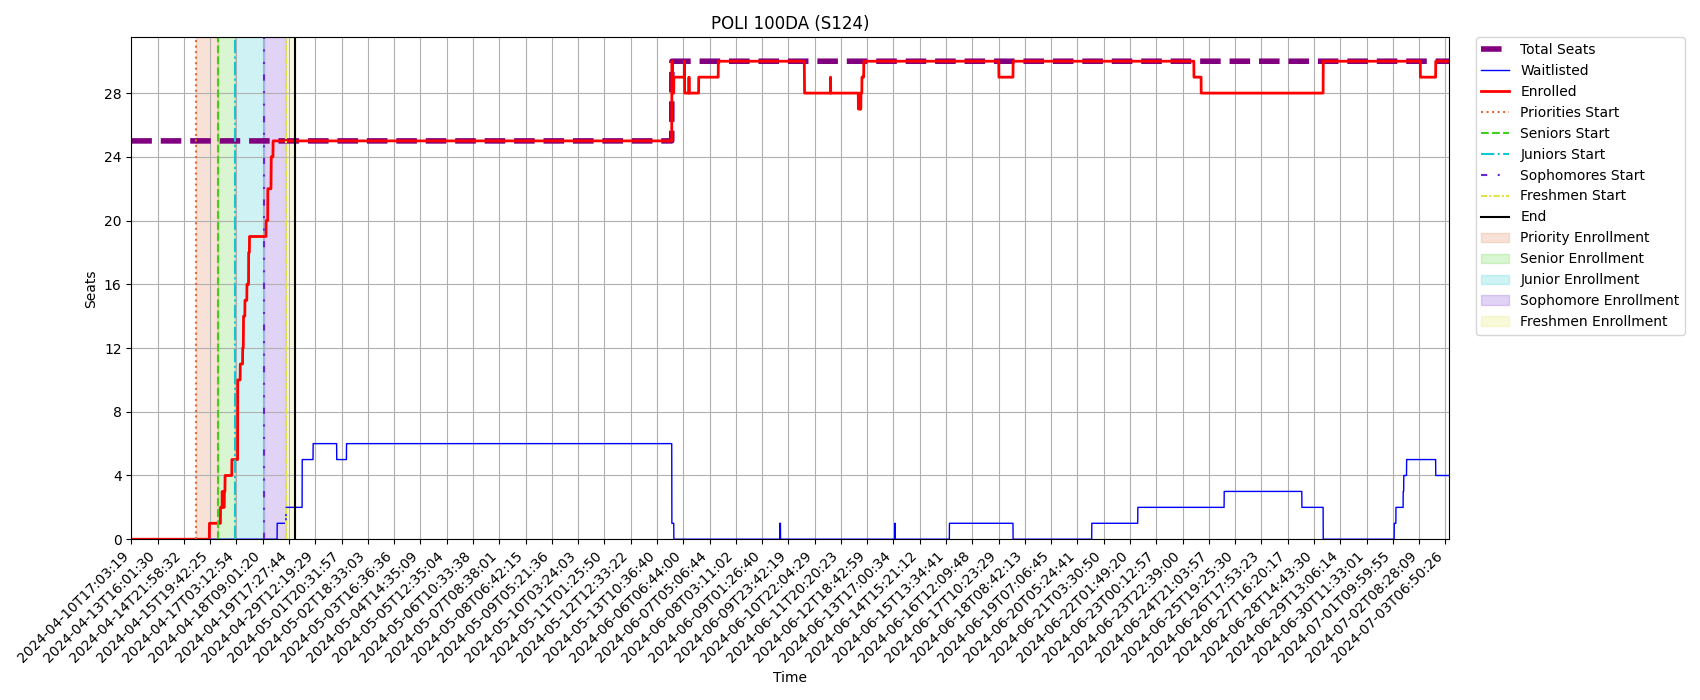 POLI 100DA (S124)
Total Seats
Waitlisted
Enrolled
Priorities Start
Seniors Start
Juniors Start
Sophomores Start
Freshmen Start
End
Priority Enrollment
Senior Enrollment
Junior Enrollment
Sophomore Enrollment
Freshmen Enrollment
Seats
28
24
20
16
12
8
4
0
2024-04-10T17:03:19
2024-04-13T16:01:30
2024-04-14T21:58:32
2024-04-15T19:42:25
2024-04-17T03:12:54
2024-04-18T09:01:20
2024-04-19T17:27:44
2024-04-29T12:19:29
2024-05-01T20:31:57
2024-05-02T18:33:03
2024-05-03T16:36:36
2024-05-04T14:35:09
2024-05-05T12:35:04
2024-05-06T10:33:38
2024-05-07T08:38:01
2024-05-08T06:42:15
2024-05-09T05:21:36
2024-05-10T03:24:03
2024-05-11T01:25:50
2024-05-12T12:33:22
2024-05-13T10:36:40
2024-06-06T06:44:00
2024-06-07T05:06:44
2024-06-08T03:11:02
2024-06-09T01:26:40
2024-06-09T23:42:19
2024-06-10T22:04:29
2024-06-11T20:20:23
2024-06-12T18:42:59
2024-06-13T17:00:34
2024-06-14T15:21:12
2024-06-15T13:34:41
2024-06-16T12:09:48
2024-06-17T10:23:29
2024-06-18T08:42:13
2024-06-19T07:06:45
2024-06-20T05:24:41
2024-06-21T03:30:50
2024-06-22T01:49:20
2024-06-23T00:12:57
2024-06-23T22:39:00
2024-06-24T21:03:57
2024-06-25T19:25:30
2024-06-26T17:53:23
2024-06-27T16:20:17
2024-06-28T14:43:30
2024-06-29T13:06:14
2024-06-30T11:33:01
2024-07-01T09:59:55
2024-07-02T08:28:09
2024-07-03T06:50:26
Time